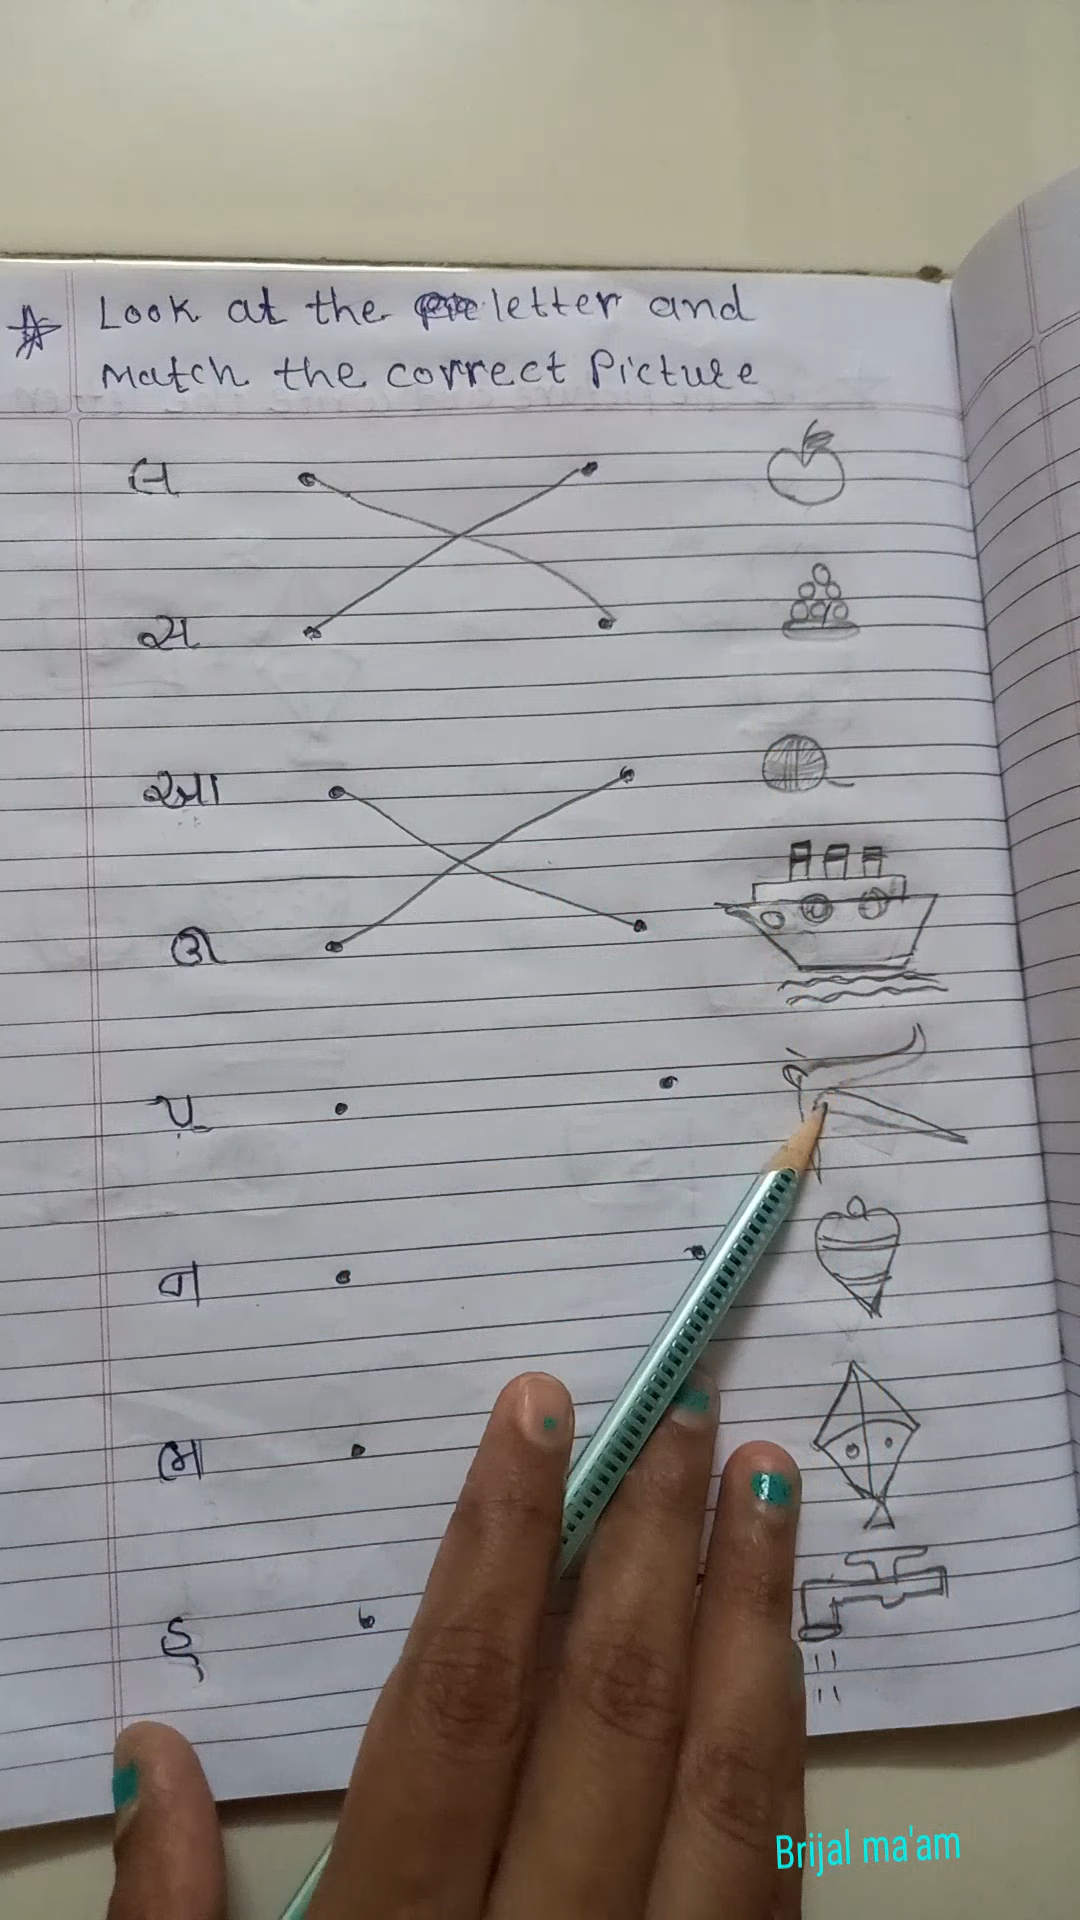 Look at the letter and
Match the correct Picture
લ
સ
આ
ઊ
પ
ન
ભ
હ
Brijal ma'am